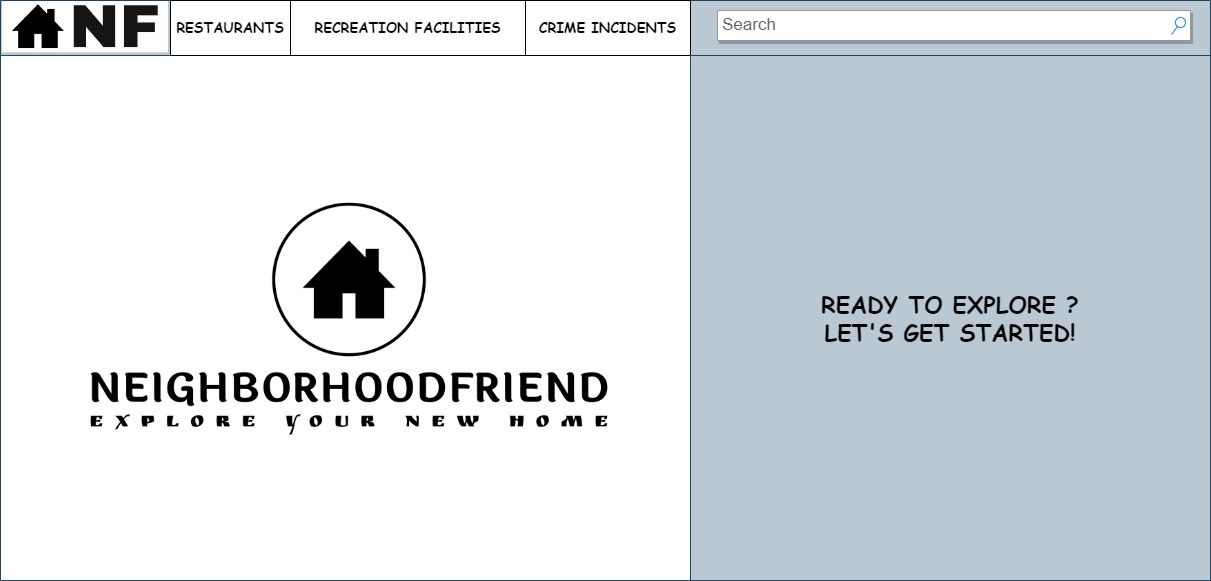 NF
RESTAURANTS
RECREATION FACILITIES
CRIME INCIDENTS
Search
NEIGHBORHOODFRIEND
EXPLORE YOUR NEW HOME
READY TO EXPLORE ?
LET'S GET STARTED!